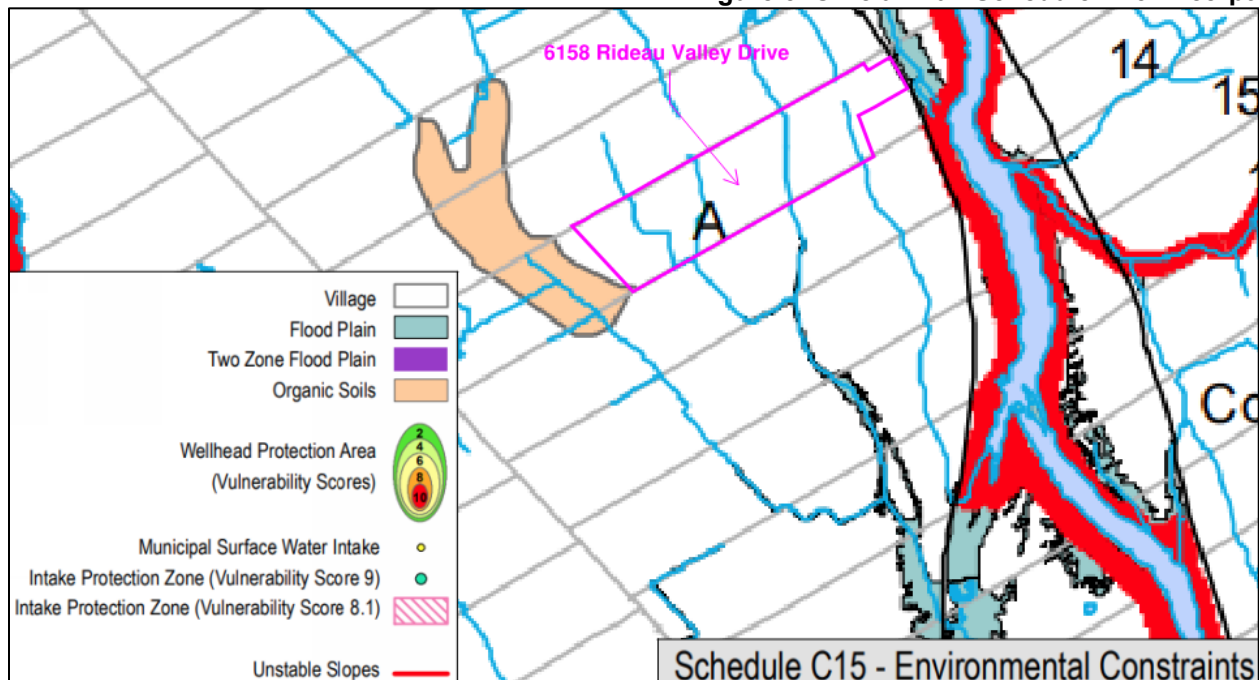 6158 Rideau Valley Drive
14
15
A
Village
Flood Plain
Two Zone Flood Plain
Organic Soils
Wellhead Protection Area
(Vulnerability Scores)
2
4
6
8
10
Municipal Surface Water Intake
Intake Protection Zone (Vulnerability Score 9)
Intake Protection Zone (Vulnerability Score 8.1)
Unstable Slopes
Co
Schedule C15 - Environmental Constraints